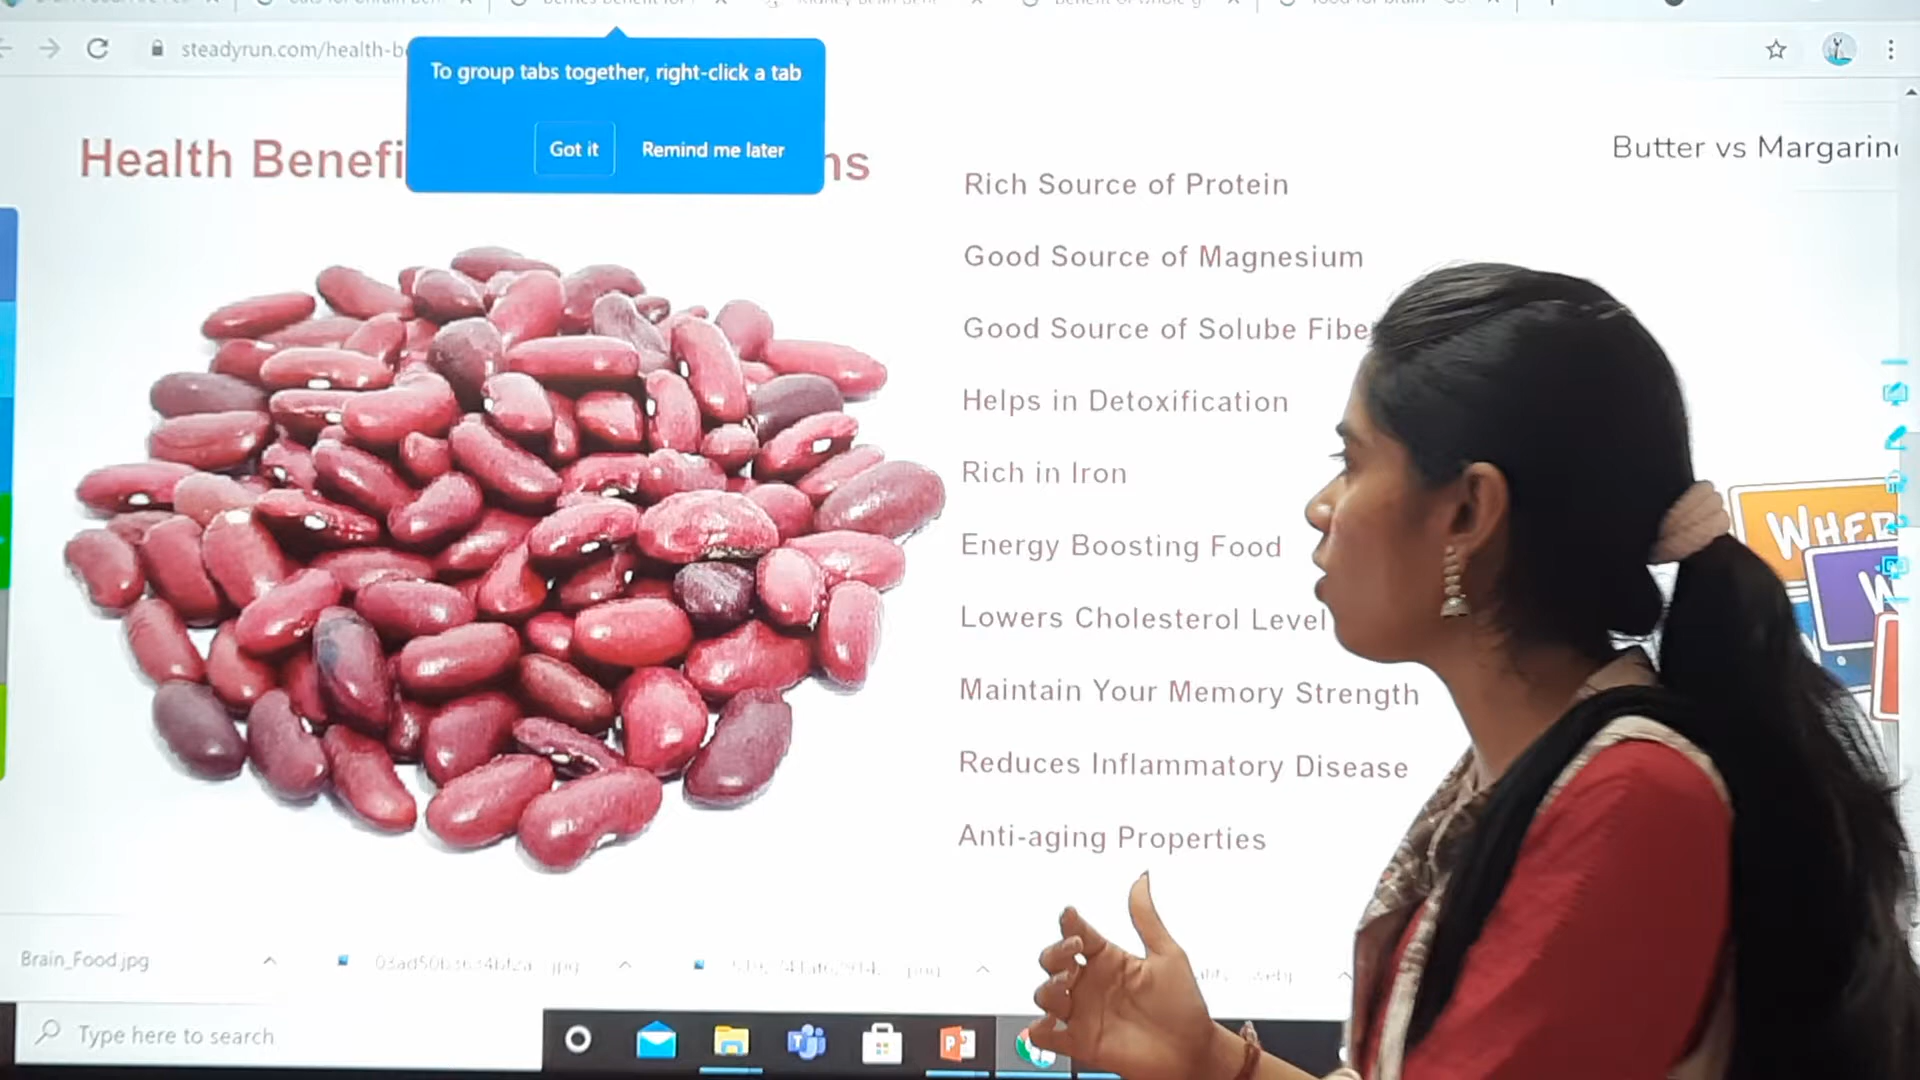 steadyrun.com/health-b
To group tabs together, right-click a tab
Got it
Remind me later
Health Benefi
ns
Butter vs Margarin
Rich Source of Protein
Good Source of Magnesium
Good Source of Solube Fibe
Helps in Detoxification
Rich in Iron
Energy Boosting Food
Lowers Cholesterol Level
Maintain Your Memory Strength
Reduces Inflammatory Disease
Anti-aging Properties
WHER
W
Brain_Food.jpg
Type here to search